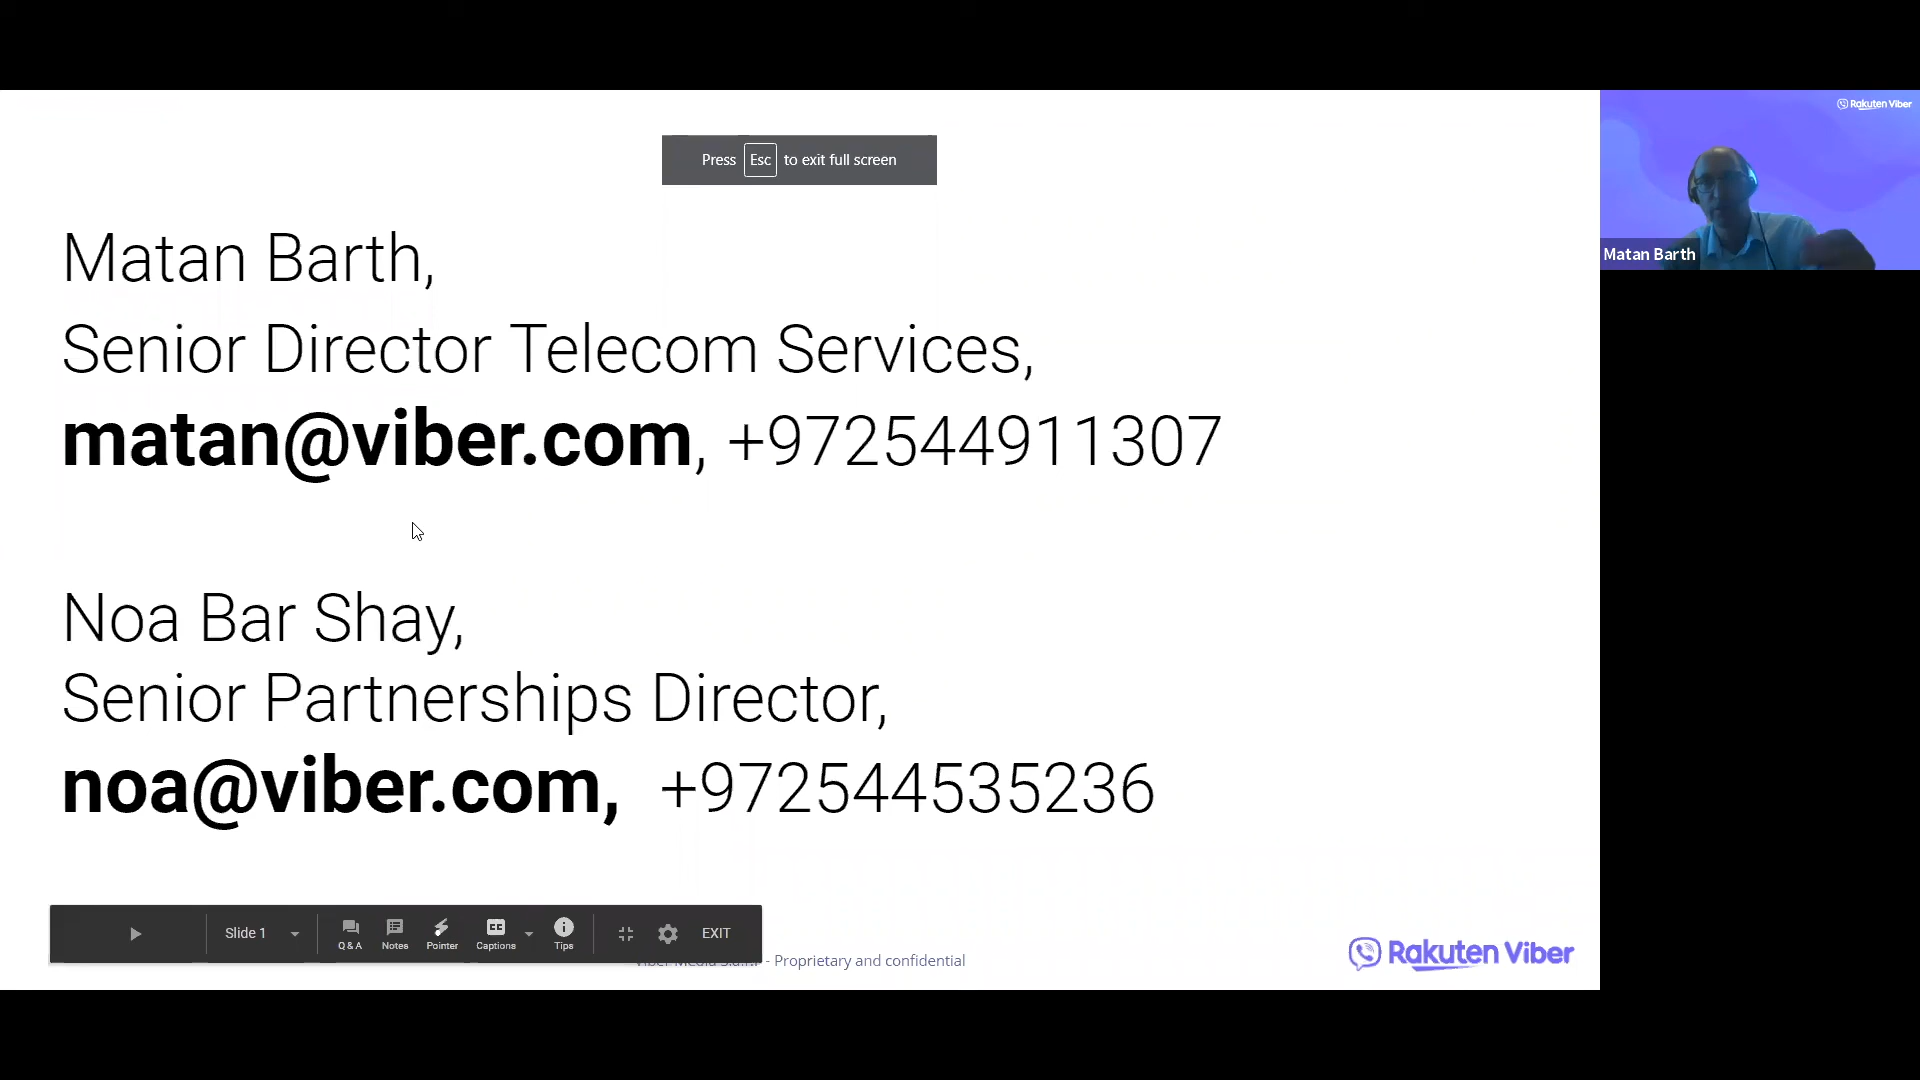 Rakuten Viber
Press Esc to exit full screen
Matan Barth
Matan Barth,
Senior Director Telecom Services,
matan@viber.com, +972544911307
Noa Bar Shay,
Senior Partnerships Director,
noa@viber.com, +972544535236
Slide 1
Q & A
Notes
Pointer
Captions
Tips
EXIT
- Proprietary and confidential
Rakuten Viber